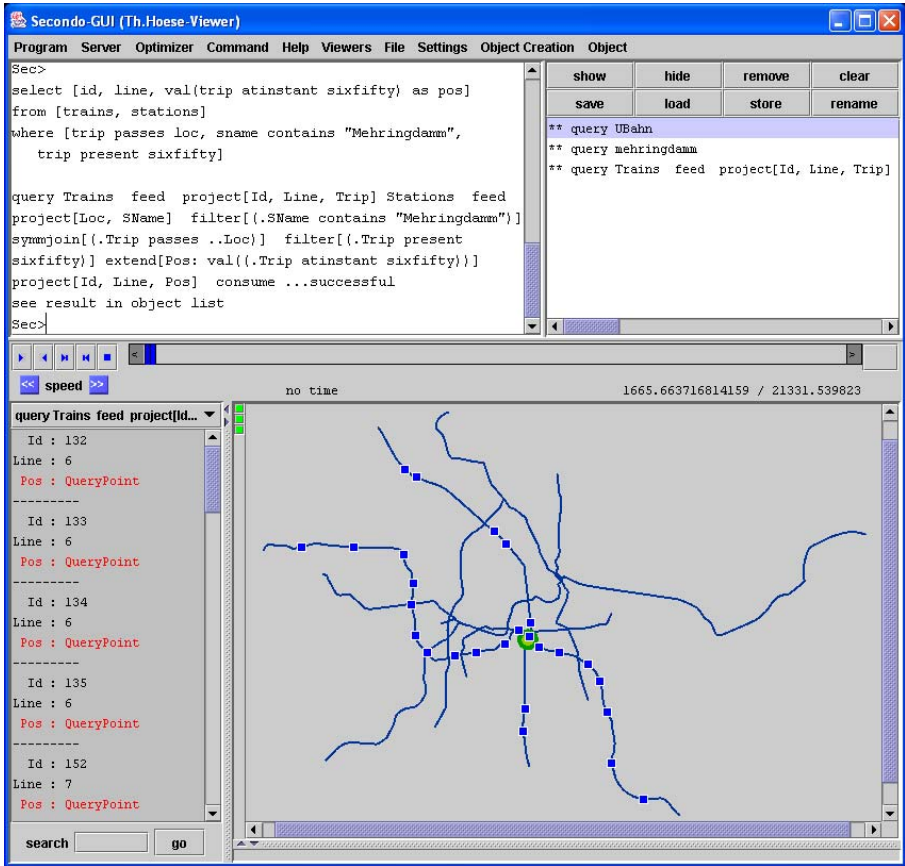 Secondo-GUI (Th.Hoese-Viewer)
Program Server Optimizer Command Help Viewers File Settings Object Creation Object
Sec>
select [id, line, val(trip atinstant sixfifty) as pos]
from [trains, stations]
where [trip passes loc, sname contains "Mehringdamm",
trip present sixfifty]
query Trains feed project[Id, Line, Trip] Stations feed
project[Loc, SName] filter[(.SName contains "Mehringdamm")]
symmjoin[(.Trip passes ..Loc)] filter[(.Trip present
sixfifty)] extend[Pos: val((.Trip atinstant sixfifty))]
project[Id, Line, Pos] consume ...successful
see result in object list
Sec>
show hide remove clear
save load store rename
** query UBahn
** query mehringdamm
** query Trains feed project[Id, Line, Trip]
< >
<< speed >>
no time
1665.663716814159 / 21331.539823
query Trains feed project[Id...
Id : 132
Line : 6
Pos : QueryPoint
---------
Id : 133
Line : 6
Pos : QueryPoint
---------
Id : 134
Line : 6
Pos : QueryPoint
---------
Id : 135
Line : 6
Pos : QueryPoint
---------
Id : 152
Line : 7
Pos : QueryPoint
search go